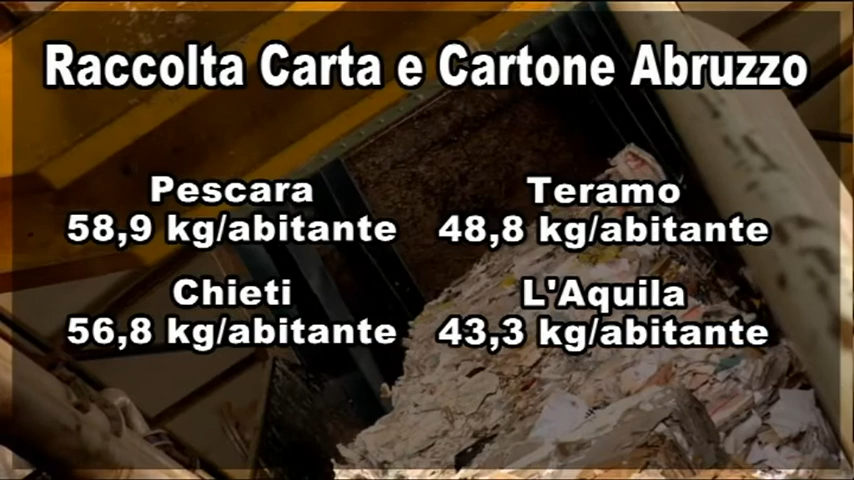 Raccolta Carta e Cartone Abruzzo
Pescara
58,9 kg/abitante
Teramo
48,8 kg/abitante
Chieti
56,8 kg/abitante
L'Aquila
43,3 kg/abitante